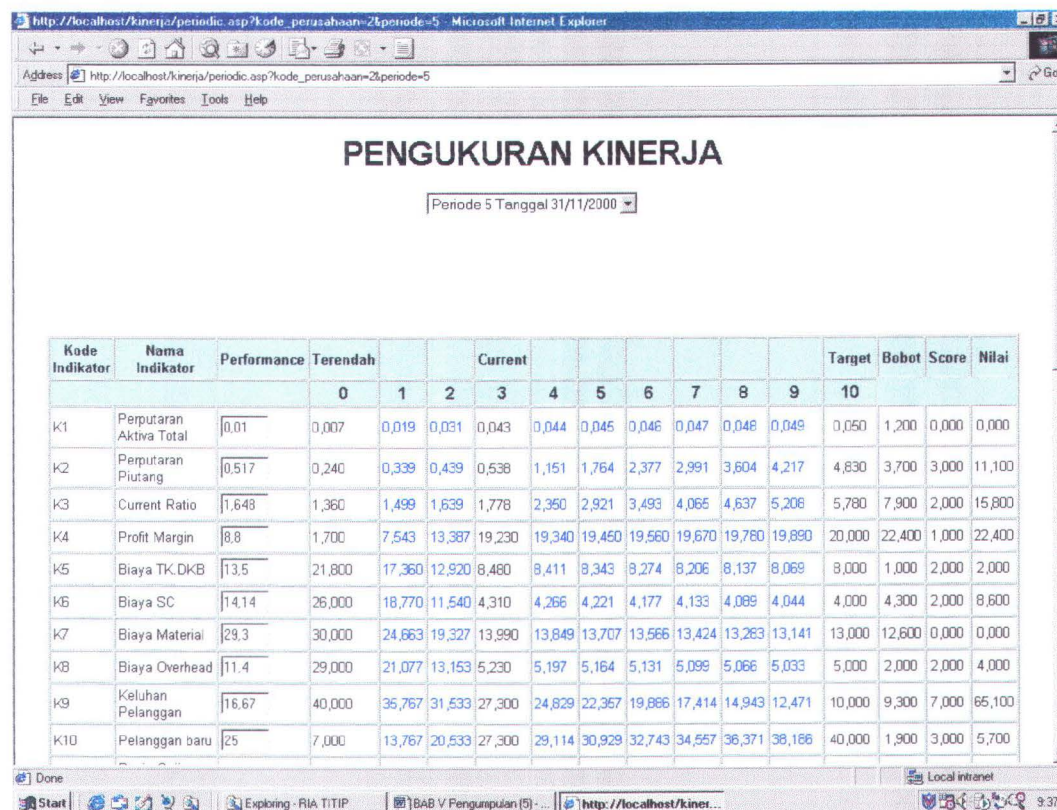 http://localhost/kinerja/periodic.asp?kode_perusahaan=2&periode=5 - Microsoft Internet Explorer
Address http://localhost/kinerja/periodic.asp?kode_perusahaan=2&periode=5 Go
File Edit View Favorites Tools Help
PENGUKURAN KINERJA
Periode 5 Tanggal 31/11/2000
Kode Indikator Nama Indikator Performance Terendah Current Target Bobot Score Nilai
0 1 2 3 4 5 6 7 8 9 10
K1 Perputaran Aktiva Total 0,01 0,007 0,019 0,031 0,043 0,044 0,045 0,046 0,047 0,048 0,049 0,050 1,200 0,000 0,000
K2 Perputaran Piutang 0,517 0,240 0,339 0,439 0,538 1,151 1,764 2,377 2,991 3,604 4,217 4,830 3,700 3,000 11,100
K3 Current Ratio 1,648 1,360 1,499 1,639 1,778 2,350 2,921 3,493 4,065 4,637 5,208 5,780 7,900 2,000 15,800
K4 Profit Margin 8,8 1,700 7,543 13,387 19,230 19,340 19,450 19,560 19,670 19,780 19,890 20,000 22,400 1,000 22,400
K5 Biaya TK.DKB 13,5 21,800 17,360 12,920 8,480 8,411 8,343 8,274 8,206 8,137 8,069 8,000 1,000 2,000 2,000
K6 Biaya SC 14,14 26,000 18,770 11,540 4,310 4,266 4,221 4,177 4,133 4,089 4,044 4,000 4,300 2,000 8,600
K7 Biaya Material 29,3 30,000 24,663 19,327 13,990 13,849 13,707 13,566 13,424 13,283 13,141 13,000 12,600 0,000 0,000
K8 Biaya Overhead 11.4 29,000 21,077 13,153 5,230 5,197 5,164 5,131 5,099 5,066 5,033 5,000 2,000 2,000 4,000
K9 Keluhan Pelanggan 16,67 40,000 35,767 31,533 27,300 24,829 22,357 19,886 17,414 14,943 12,471 10,000 9,300 7,000 65,100
K10 Pelanggan baru 25 7,000 13,767 20,533 27,300 29,114 30,929 32,743 34,557 36,371 38,186 40,000 1,900 3,000 5,700
Done Local intranet
Start Exploring - RIA TITIP BAB V Pengumpulan (5) - ... http://localhost/kiner...